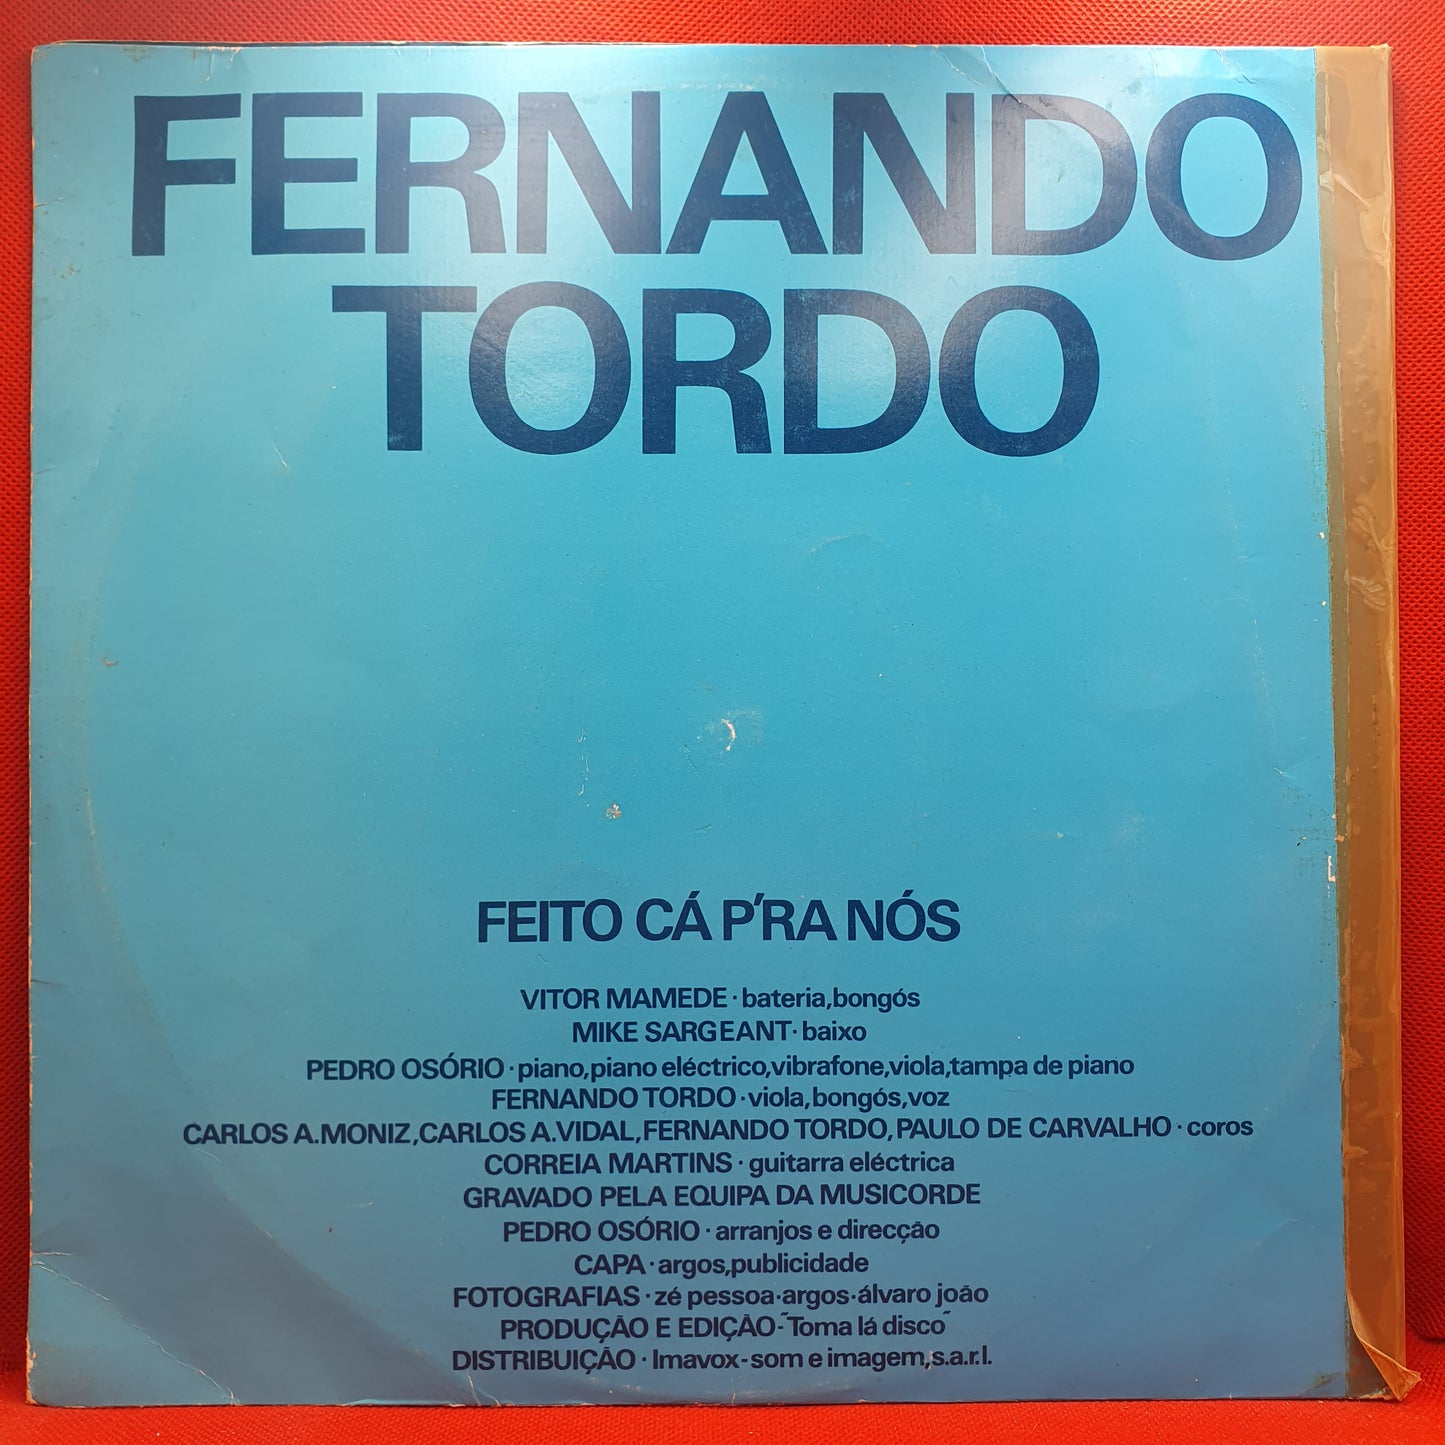 FERNANDO
TORDO
FEITO CÁ P'RA NÓS
VITOR MAMEDE · bateria,bongós
MIKE SARGEANT · baixo
PEDRO OSÓRIO · piano,piano eléctrico,vibrafone,viola,tampa de piano
FERNANDO TORDO · viola,bongós,voz
CARLOS A.MONIZ,CARLOS A.VIDAL,FERNANDO TORDO,PAULO DE CARVALHO · coros
CORREIA MARTINS · guitarra eléctrica
GRAVADO PELA EQUIPA DA MUSICORDE
PEDRO OSÓRIO · arranjos e direcção
CAPA · argos,publicidade
FOTOGRAFIAS · zé pessoa · argos · álvaro joão
PRODUÇÃO E EDIÇÃO - "Toma lá disco"
DISTRIBUIÇÃO · Imavox - som e imagem,s.a.r.l.